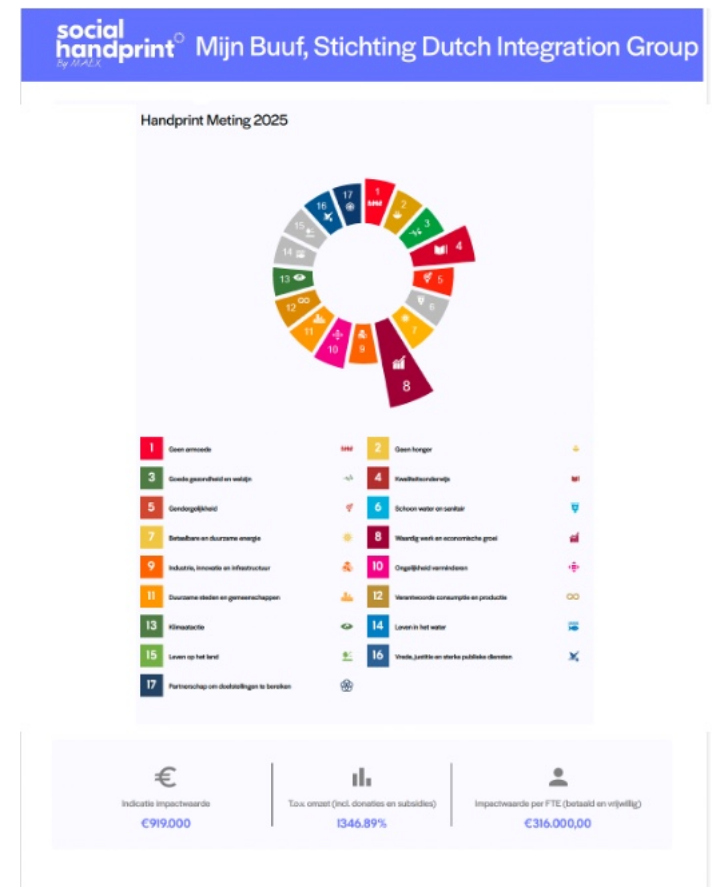 social
handprint°
By MAEX
Mijn Buuf, Stichting Dutch Integration Group
Handprint Meting 2025
1
2
3
4
5
6
7
8
9
10
11
12
13
14
15
16
17
1 Geen armoede
2 Geen honger
3 Goede gezondheid en welzijn
4 Kwaliteitsonderwijs
5 Gendergelijkheid
6 Schoon water en sanitair
7 Betaalbare en duurzame energie
8 Waardig werk en economische groei
9 Industrie, innovatie en infrastructuur
10 Ongelijkheid verminderen
11 Duurzame steden en gemeenschappen
12 Verantwoorde consumptie en productie
13 Klimaatactie
14 Leven in het water
15 Leven op het land
16 Vrede, justitie en sterke publieke diensten
17 Partnerschap om doelstellingen te bereiken
Indicatie impactwaarde
€919.000
T.o.v. omzet (incl. donaties en subsidies)
1346.89%
Impactwaarde per FTE (betaald en vrijwillig)
€316.000,00